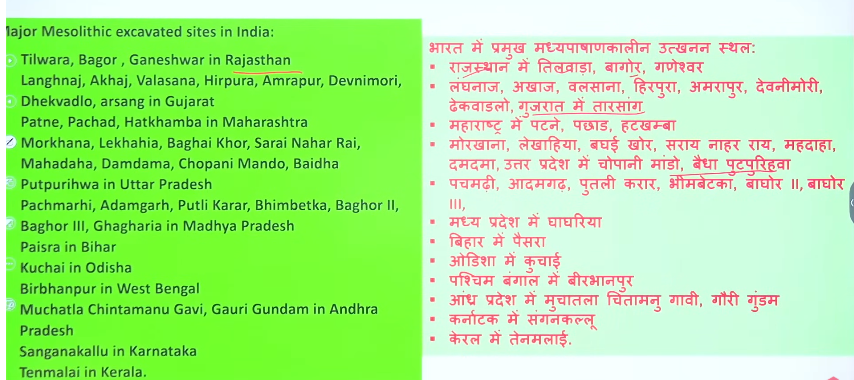 Major Mesolithic excavated sites in India:
Tilwara, Bagor , Ganeshwar in Rajasthan
Langhnaj, Akhaj, Valasana, Hirpura, Amrapur, Devnimori,
Dhekvadlo, arsang in Gujarat
Patne, Pachad, Hatkhamba in Maharashtra
Morkhana, Lekhahia, Baghai Khor, Sarai Nahar Rai,
Mahadaha, Damdama, Chopani Mando, Baidha
Putpurihwa in Uttar Pradesh
Pachmarhi, Adamgarh, Putli Karar, Bhimbetka, Baghor II,
Baghor III, Ghagharia in Madhya Pradesh
Paisra in Bihar
Kuchai in Odisha
Birbhanpur in West Bengal
Muchatla Chintamanu Gavi, Gauri Gundam in Andhra
Pradesh
Sanganakallu in Karnataka
Tenmalai in Kerala.
भारत में प्रमुख मध्यपाषाणकालीन उत्खनन स्थल:
राजस्थान में तिलवाड़ा, बागोर, गणेश्वर
लंघनाज, अखाज, वलसाना, हिरपुरा, अमरापुर, देवनीमोरी,
ढेकवाडलो, गुजरात में तारसांग
महाराष्ट्र में पटने, पछाड, हटखम्बा
मोरखाना, लेखाहिया, बघई खोर, सराय नाहर राय, महदाहा,
दमदमा, उत्तर प्रदेश में चोपानी मांडो, बैधा पुटपुरिहवा
पचमढ़ी, आदमगढ़, पुतली करार, भीमबेटका, बाघोर II, बाघोर
III,
मध्य प्रदेश में घाघरिया
बिहार में पैसरा
ओडिशा में कुचाई
पश्चिम बंगाल में बीरभानपुर
आंध्र प्रदेश में मुचातला चिंतामनु गावी, गौरी गुंडम
कर्नाटक में संगनकल्लू
केरल में तेनमलाई.